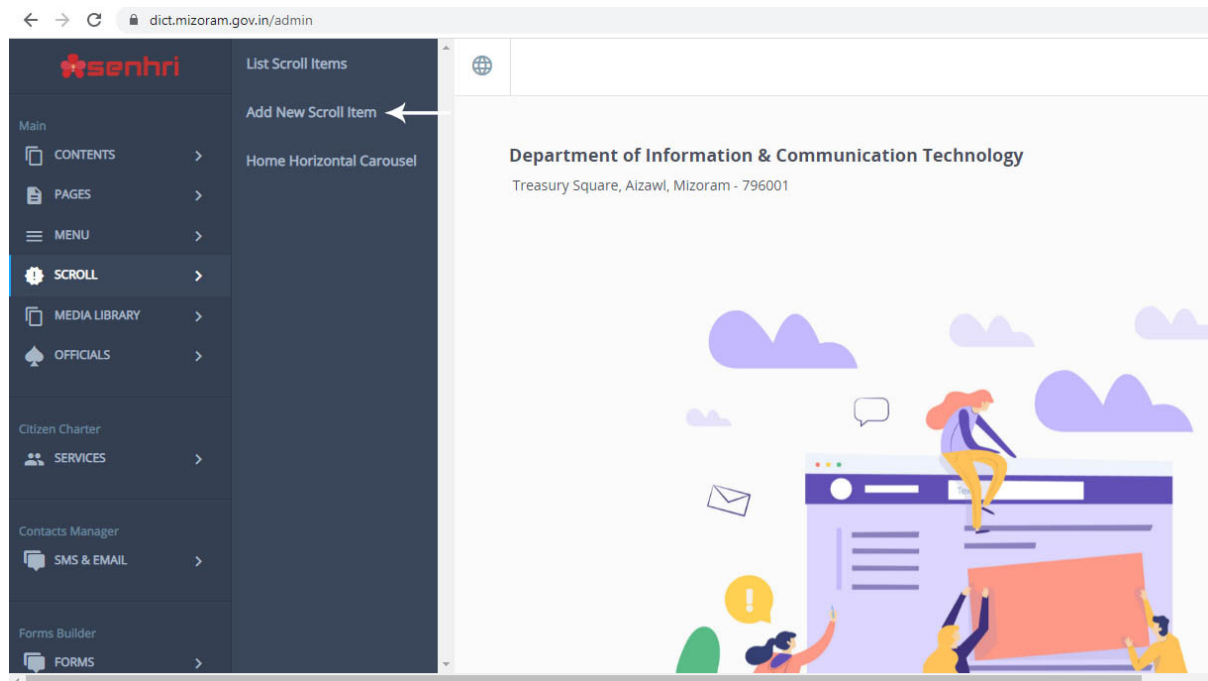 dict.mizoram.gov.in/admin
senhri
Main
CONTENTS
PAGES
MENU
SCROLL
MEDIA LIBRARY
OFFICIALS
Citizen Charter
SERVICES
Contacts Manager
SMS & EMAIL
Forms Builder
FORMS
List Scroll Items
Add New Scroll Item
Home Horizontal Carousel
Department of Information & Communication Technology
Treasury Square, Aizawl, Mizoram - 796001